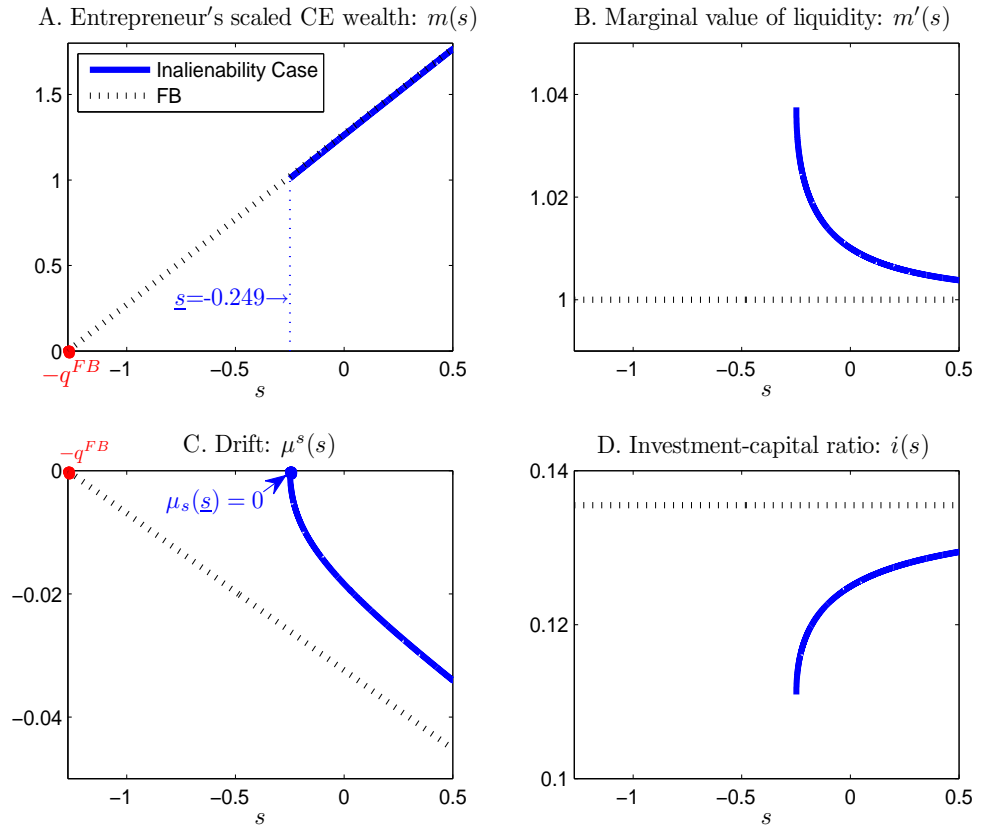 A. Entrepreneur′s scaled CE wealth: m(s)
Inalienability Case
FB
1.5
1
0.5
0
s=-0.249→
−q^{FB}
−1
−0.5
0
0.5
s
B. Marginal value of liquidity: m′(s)
1.04
1.02
1
−1
−0.5
0
0.5
s
C. Drift: μ^s(s)
−q^{FB}
0
μ_s(s) = 0
−0.02
−0.04
−1
−0.5
0
0.5
s
D. Investment-capital ratio: i(s)
0.14
0.12
0.1
−1
−0.5
0
0.5
s